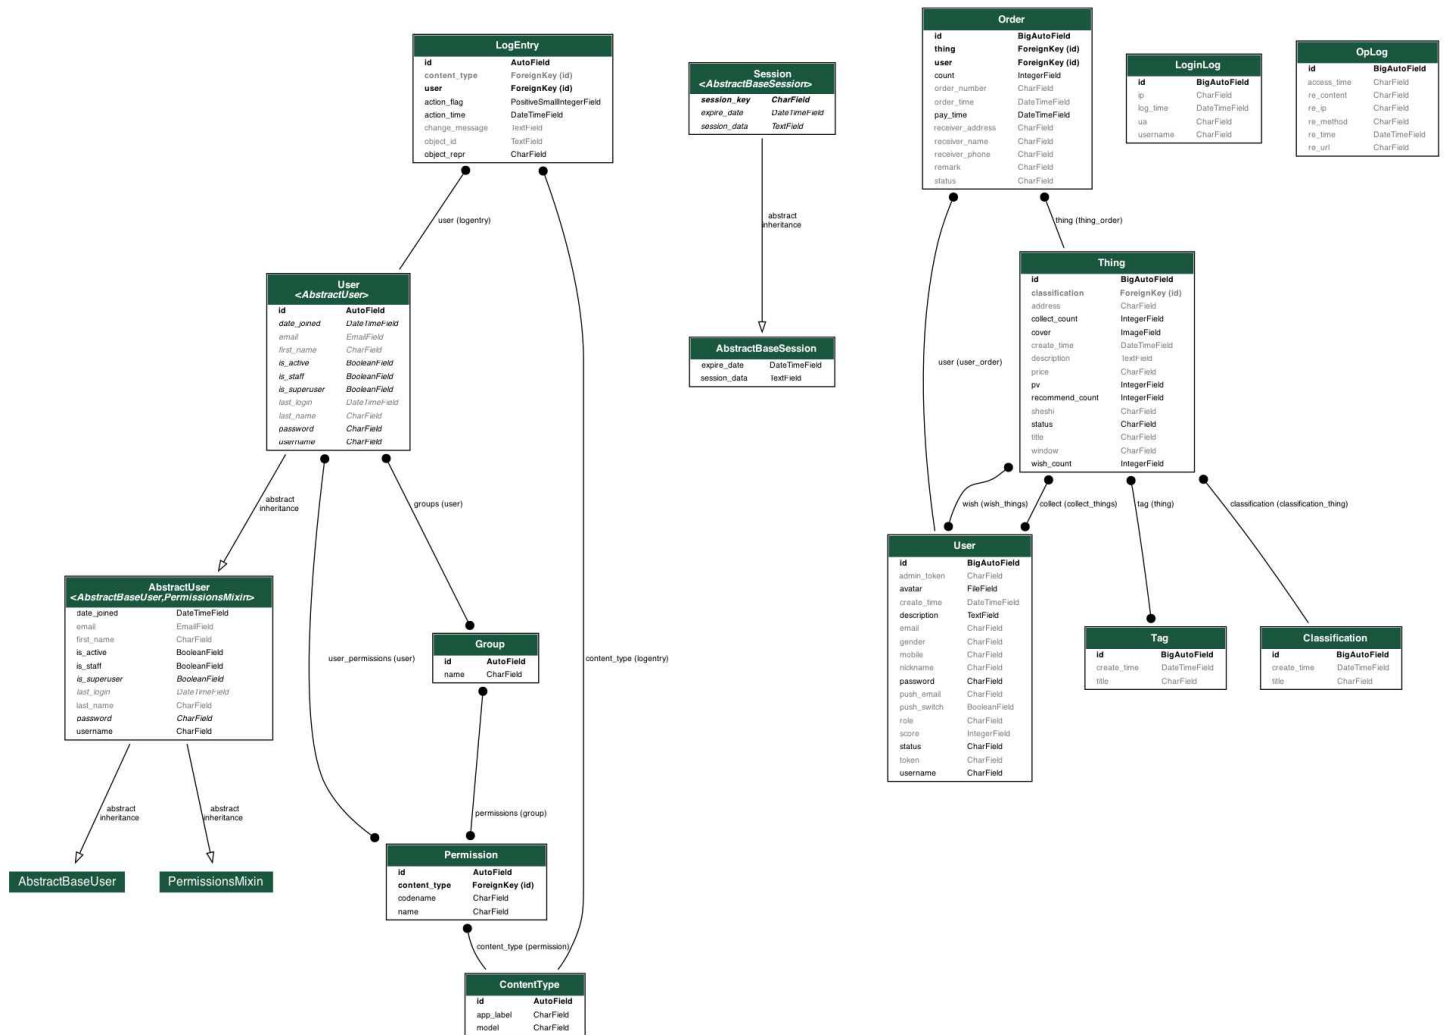 LogEntry
id AutoField
content_type ForeignKey (id)
user ForeignKey (id)
action_flag PositiveSmallIntegerField
action_time DateTimeField
change_message TextField
object_id TextField
object_repr CharField
user (logentry)
content_type (logentry)
User
<AbstractUser>
id AutoField
date_joined DateTimeField
email EmailField
first_name CharField
is_active BooleanField
is_staff BooleanField
is_superuser BooleanField
last_login DateTimeField
last_name CharField
password CharField
username CharField
abstract
inheritance
groups (user)
user_permissions (user)
AbstractUser
<AbstractBaseUser,PermissionsMixin>
date_joined DateTimeField
email EmailField
first_name CharField
is_active BooleanField
is_staff BooleanField
is_superuser BooleanField
last_login DateTimeField
last_name CharField
password CharField
username CharField
abstract
inheritance
abstract
inheritance
AbstractBaseUser
PermissionsMixin
Group
id AutoField
name CharField
permissions (group)
Permission
id AutoField
content_type ForeignKey (id)
codename CharField
name CharField
content_type (permission)
ContentType
id AutoField
app_label CharField
model CharField
Session
<AbstractBaseSession>
session_key CharField
expire_date DateTimeField
session_data TextField
abstract
inheritance
AbstractBaseSession
expire_date DateTimeField
session_data TextField
Order
id BigAutoField
thing ForeignKey (id)
user ForeignKey (id)
count IntegerField
order_number CharField
order_time DateTimeField
pay_time DateTimeField
receiver_address CharField
receiver_name CharField
receiver_phone CharField
remark CharField
status CharField
user (user_order)
thing (thing_order)
Thing
id BigAutoField
classification ForeignKey (id)
address CharField
collect_count IntegerField
cover ImageField
create_time DateTimeField
description TextField
price CharField
pv IntegerField
recommend_count IntegerField
sheshi CharField
status CharField
title CharField
window CharField
wish_count IntegerField
wish (wish_things)
collect (collect_things)
tag (thing)
classification (classification_thing)
User
id BigAutoField
admin_token CharField
avatar FileField
create_time DateTimeField
description TextField
email CharField
gender CharField
mobile CharField
nickname CharField
password CharField
push_email CharField
push_switch BooleanField
role CharField
score IntegerField
status CharField
token CharField
username CharField
Tag
id BigAutoField
create_time DateTimeField
title CharField
Classification
id BigAutoField
create_time DateTimeField
title CharField
LoginLog
id BigAutoField
ip CharField
log_time DateTimeField
ua CharField
username CharField
OpLog
id BigAutoField
access_time CharField
re_content CharField
re_ip CharField
re_method CharField
re_time DateTimeField
re_url CharField